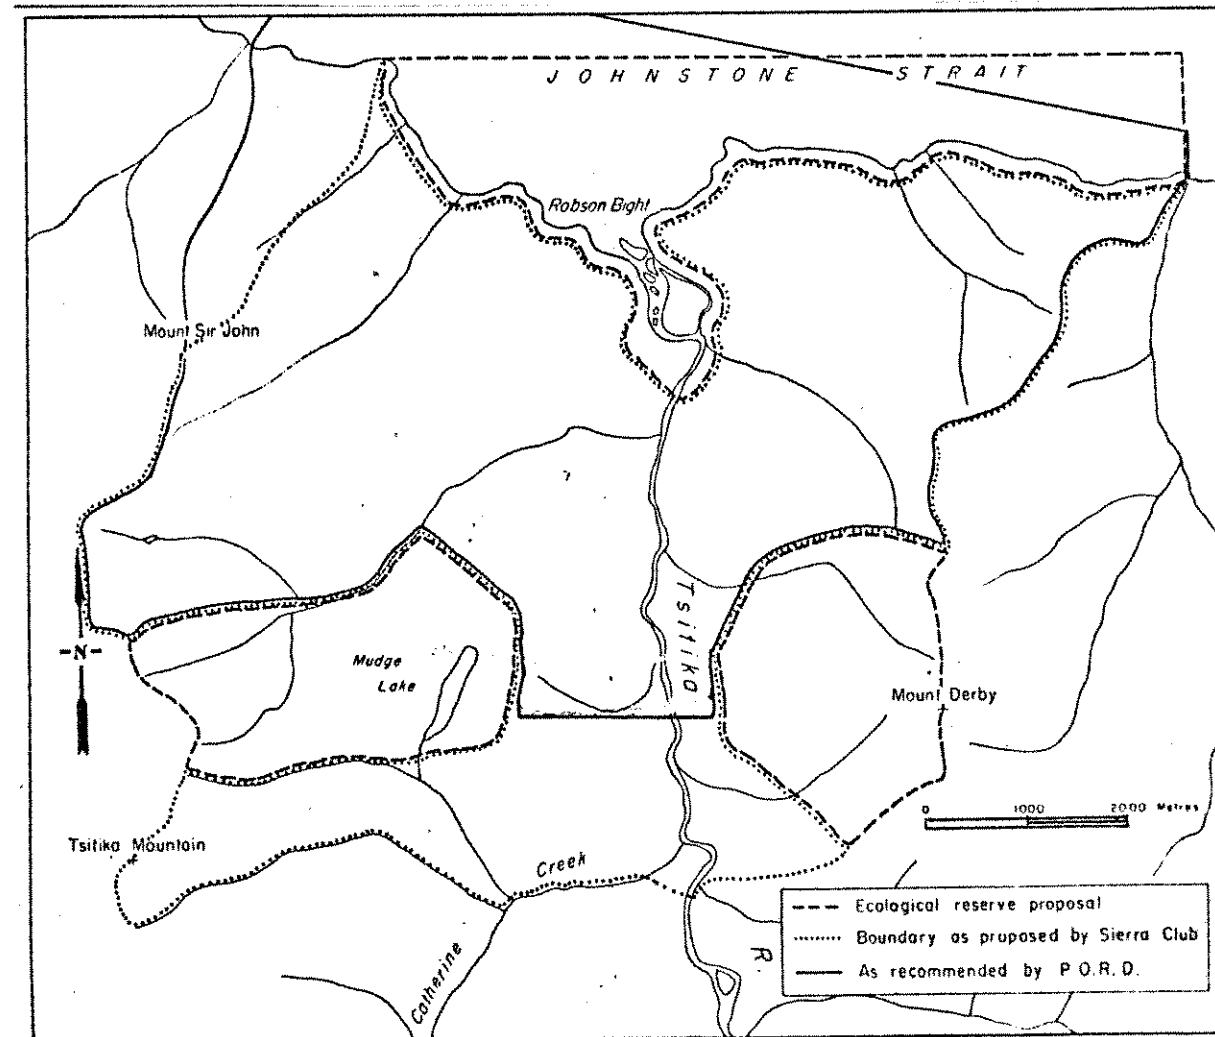 JOHNSTONE STRAIT
Robson Bight
Mount Sir John
-N-
Tsitika
Mudge
Lake
Mount Derby
0 1000 2000 Metres
Tsitika Mountain
Creek
Catherine
R.
Ecological reserve proposal
Boundary as proposed by Sierra Club
As recommended by P.O.R.D.